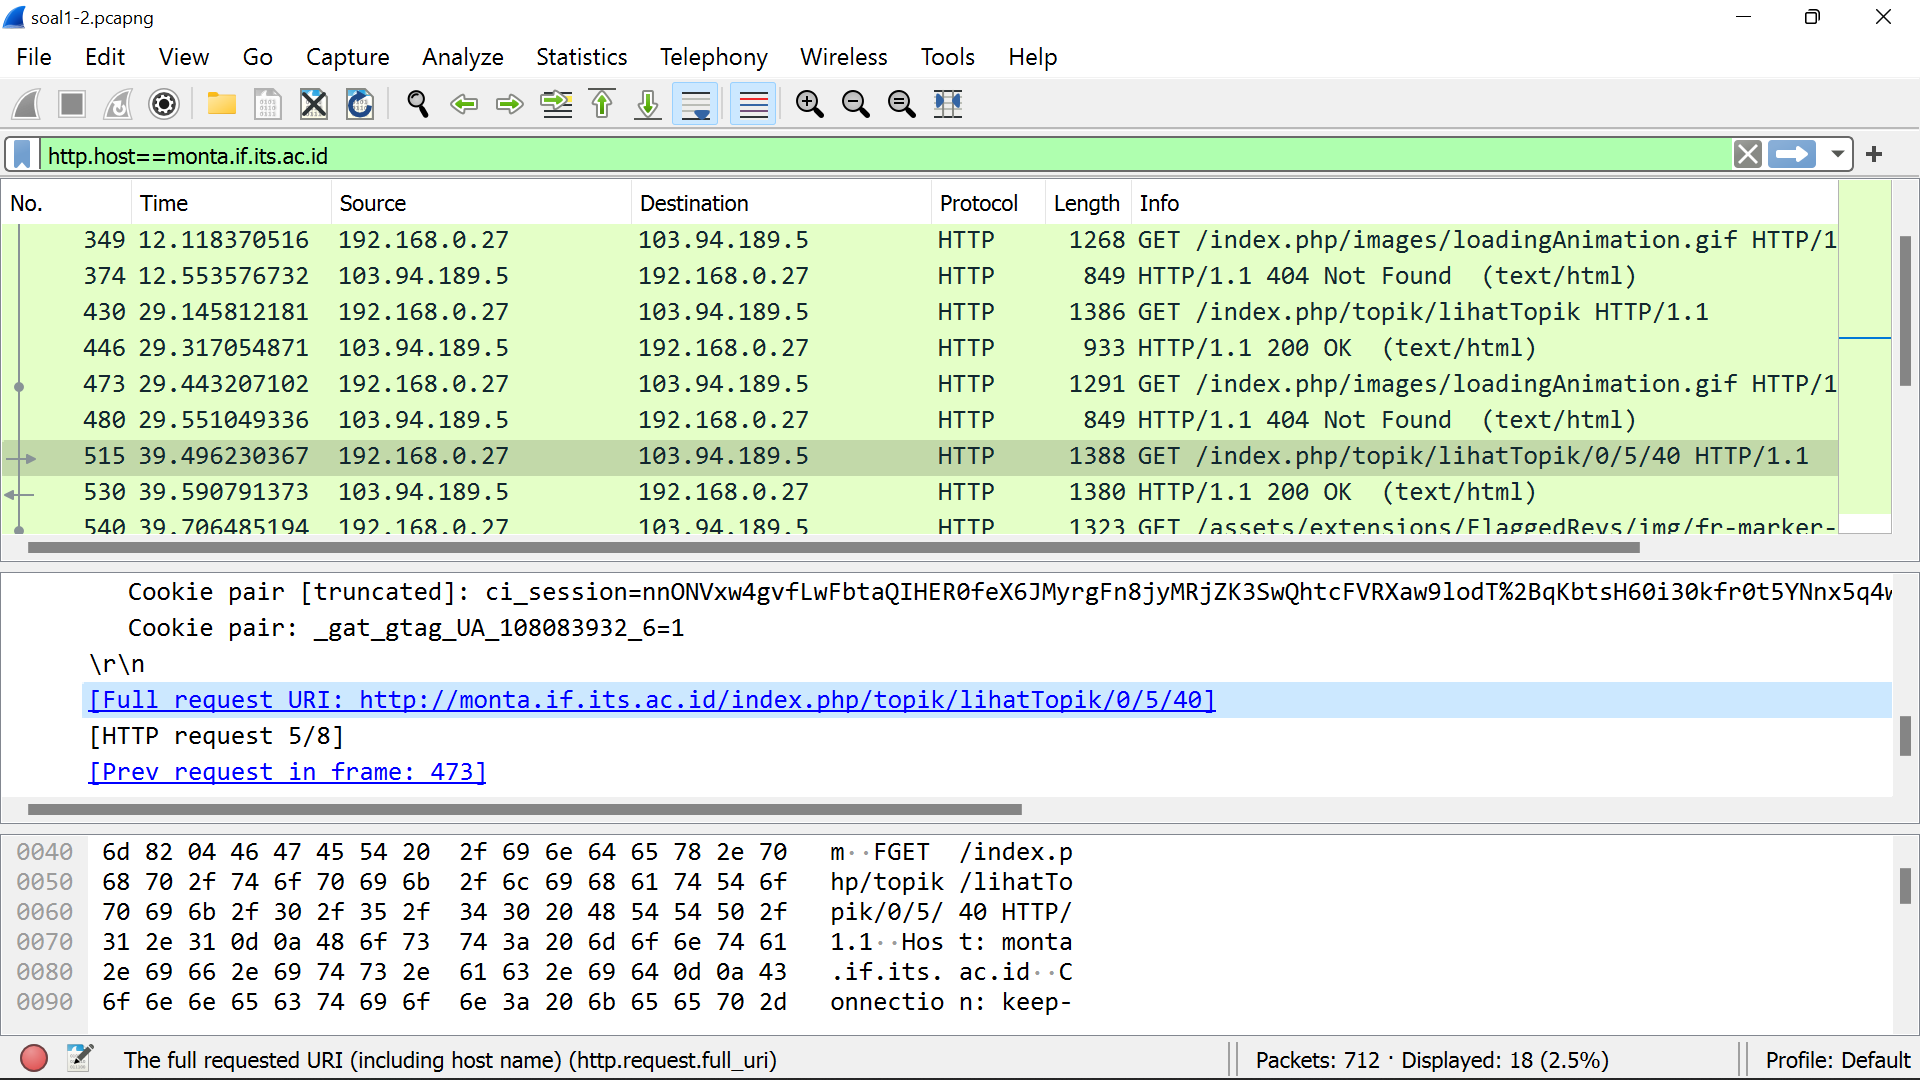 soal1-2.pcapng
File Edit View Go Capture Analyze Statistics Telephony Wireless Tools Help
http.host==monta.if.its.ac.id
No. Time Source Destination Protocol Length Info
349 12.118370516 192.168.0.27 103.94.189.5 HTTP 1268 GET /index.php/images/loadingAnimation.gif HTTP/1
374 12.553576732 103.94.189.5 192.168.0.27 HTTP 849 HTTP/1.1 404 Not Found (text/html)
430 29.145812181 192.168.0.27 103.94.189.5 HTTP 1386 GET /index.php/topik/lihatTopik HTTP/1.1
446 29.317054871 103.94.189.5 192.168.0.27 HTTP 933 HTTP/1.1 200 OK (text/html)
473 29.443207102 192.168.0.27 103.94.189.5 HTTP 1291 GET /index.php/images/loadingAnimation.gif HTTP/1
480 29.551049336 103.94.189.5 192.168.0.27 HTTP 849 HTTP/1.1 404 Not Found (text/html)
515 39.496230367 192.168.0.27 103.94.189.5 HTTP 1388 GET /index.php/topik/lihatTopik/0/5/40 HTTP/1.1
530 39.590791373 103.94.189.5 192.168.0.27 HTTP 1380 HTTP/1.1 200 OK (text/html)
540 39.706485194 192.168.0.27 103.94.189.5 HTTP 1323 GET /assets/extensions/FlaggedRevs/img/fr-marker-
Cookie pair [truncated]: ci_session=nnONVxw4gvfLwFbtaQIHER0feX6JMyrgFn8jyMRjZK3SwQhtcFVRXaw9lodT%2BqKbtsH60i30kfr0t5YNnx5q4w
Cookie pair: _gat_gtag_UA_108083932_6=1
\r\n
[Full request URI: http://monta.if.its.ac.id/index.php/topik/lihatTopik/0/5/40]
[HTTP request 5/8]
[Prev request in frame: 473]
0040 6d 82 04 46 47 45 54 20 2f 69 6e 64 65 78 2e 70 m··FGET /index.p
0050 68 70 2f 74 6f 70 69 6b 2f 6c 69 68 61 74 54 6f hp/topik /lihatTo
0060 70 69 6b 2f 30 2f 35 2f 34 30 20 48 54 54 50 2f pik/0/5/ 40 HTTP/
0070 31 2e 31 0d 0a 48 6f 73 74 3a 20 6d 6f 6e 74 61 1.1··Hos t: monta
0080 2e 69 66 2e 69 74 73 2e 61 63 2e 69 64 0d 0a 43 .if.its. ac.id··C
0090 6f 6e 6e 65 63 74 69 6f 6e 3a 20 6b 65 65 70 2d onnectio n: keep-
The full requested URI (including host name) (http.request.full_uri) Packets: 712 · Displayed: 18 (2.5%) Profile: Default